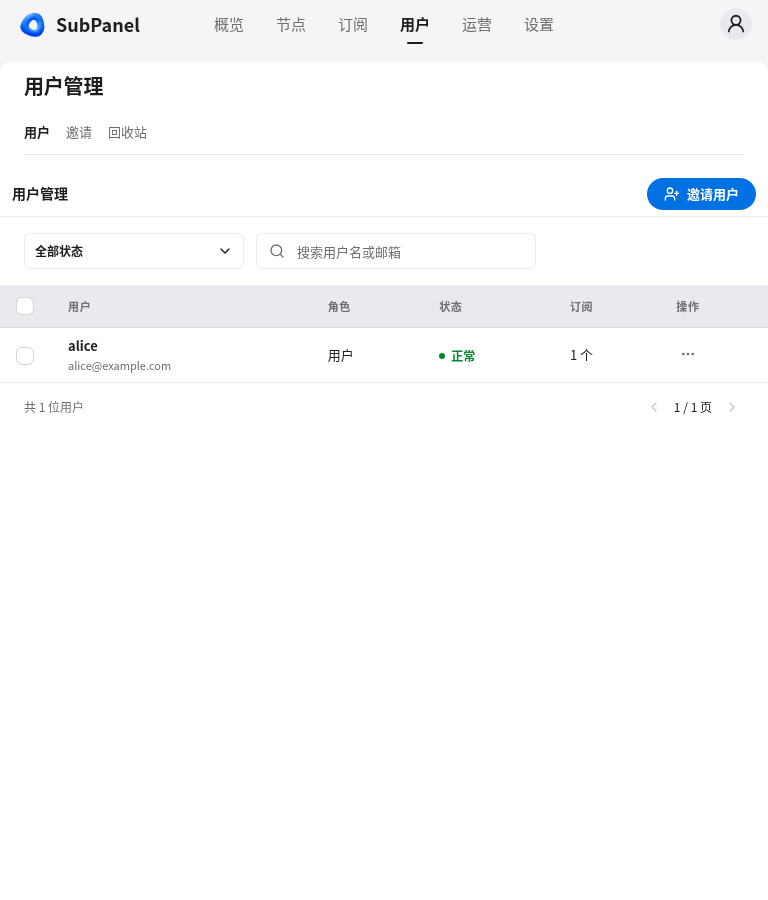 SubPanel 概览 节点 订阅 用户 运营 设置
用户管理
用户 邀请 回收站
用户管理 邀请用户
全部状态 搜索用户名或邮箱
用户 角色 状态 订阅 操作
alice 用户 正常 1 个
alice@example.com
共 1 位用户 1 / 1 页